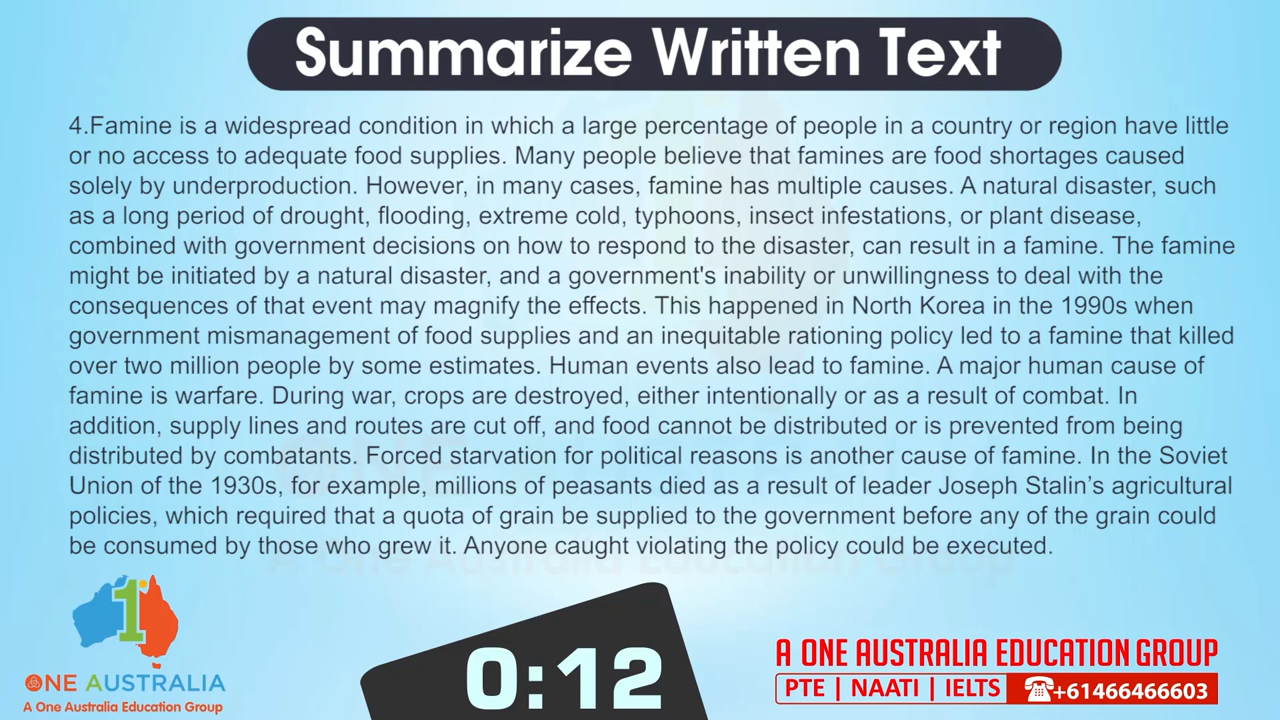 Summarize Written Text
4.Famine is a widespread condition in which a large percentage of people in a country or region have little
or no access to adequate food supplies. Many people believe that famines are food shortages caused
solely by underproduction. However, in many cases, famine has multiple causes. A natural disaster, such
as a long period of drought, flooding, extreme cold, typhoons, insect infestations, or plant disease,
combined with government decisions on how to respond to the disaster, can result in a famine. The famine
might be initiated by a natural disaster, and a government's inability or unwillingness to deal with the
consequences of that event may magnify the effects. This happened in North Korea in the 1990s when
government mismanagement of food supplies and an inequitable rationing policy led to a famine that killed
over two million people by some estimates. Human events also lead to famine. A major human cause of
famine is warfare. During war, crops are destroyed, either intentionally or as a result of combat. In
addition, supply lines and routes are cut off, and food cannot be distributed or is prevented from being
distributed by combatants. Forced starvation for political reasons is another cause of famine. In the Soviet
Union of the 1930s, for example, millions of peasants died as a result of leader Joseph Stalin’s agricultural
policies, which required that a quota of grain be supplied to the government before any of the grain could
be consumed by those who grew it. Anyone caught violating the policy could be executed.
A One Australia Education Group
1
ONE AUSTRALIA
A One Australia Education Group
0:12
A ONE AUSTRALIA EDUCATION GROUP
PTE | NAATI | IELTS +61466466603